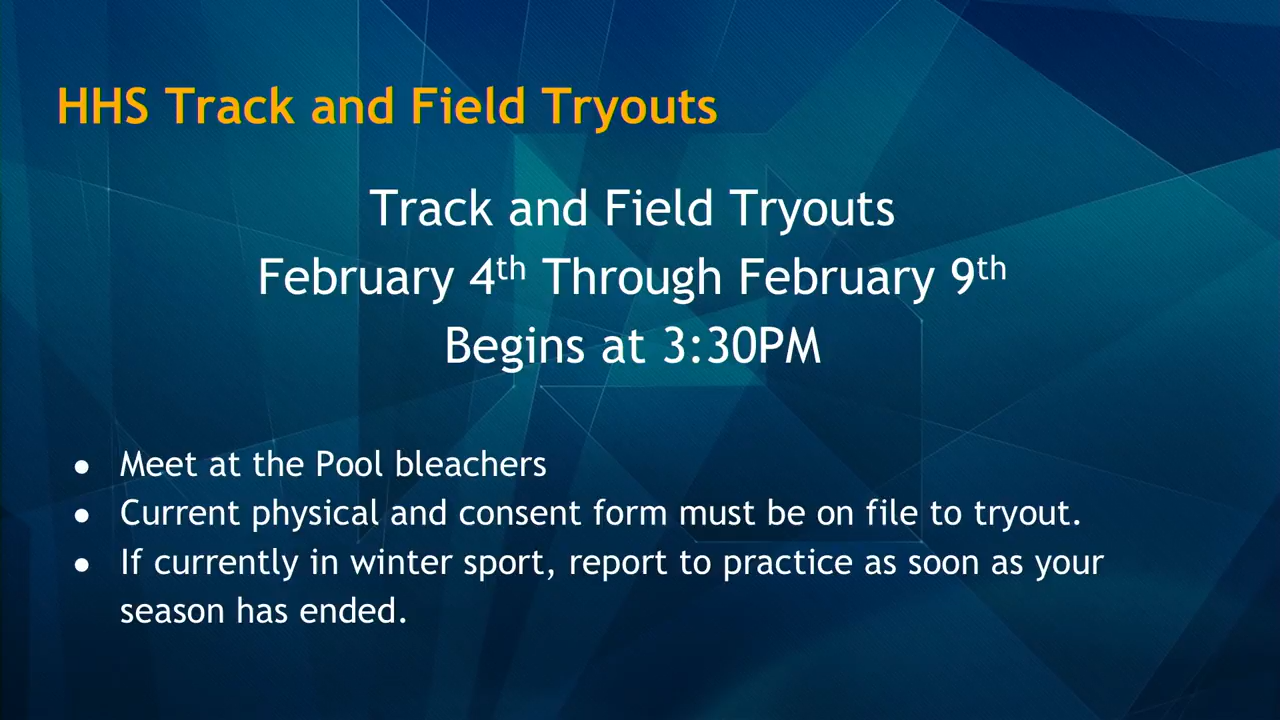 HHS Track and Field Tryouts
Track and Field Tryouts
February 4th Through February 9th
Begins at 3:30PM
● Meet at the Pool bleachers
● Current physical and consent form must be on file to tryout.
● If currently in winter sport, report to practice as soon as your
season has ended.